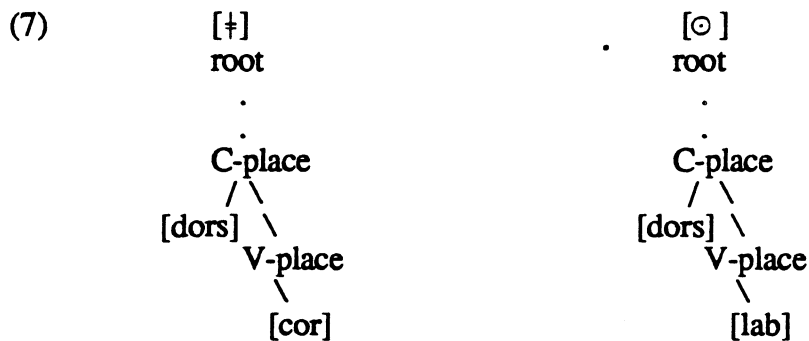 (7) [ǂ] [ʘ]
root root
. .
. .
C-place C-place
/ \ \ / \ \
[dors] \ [dors] \
V-place V-place
\ \
[cor] [lab]